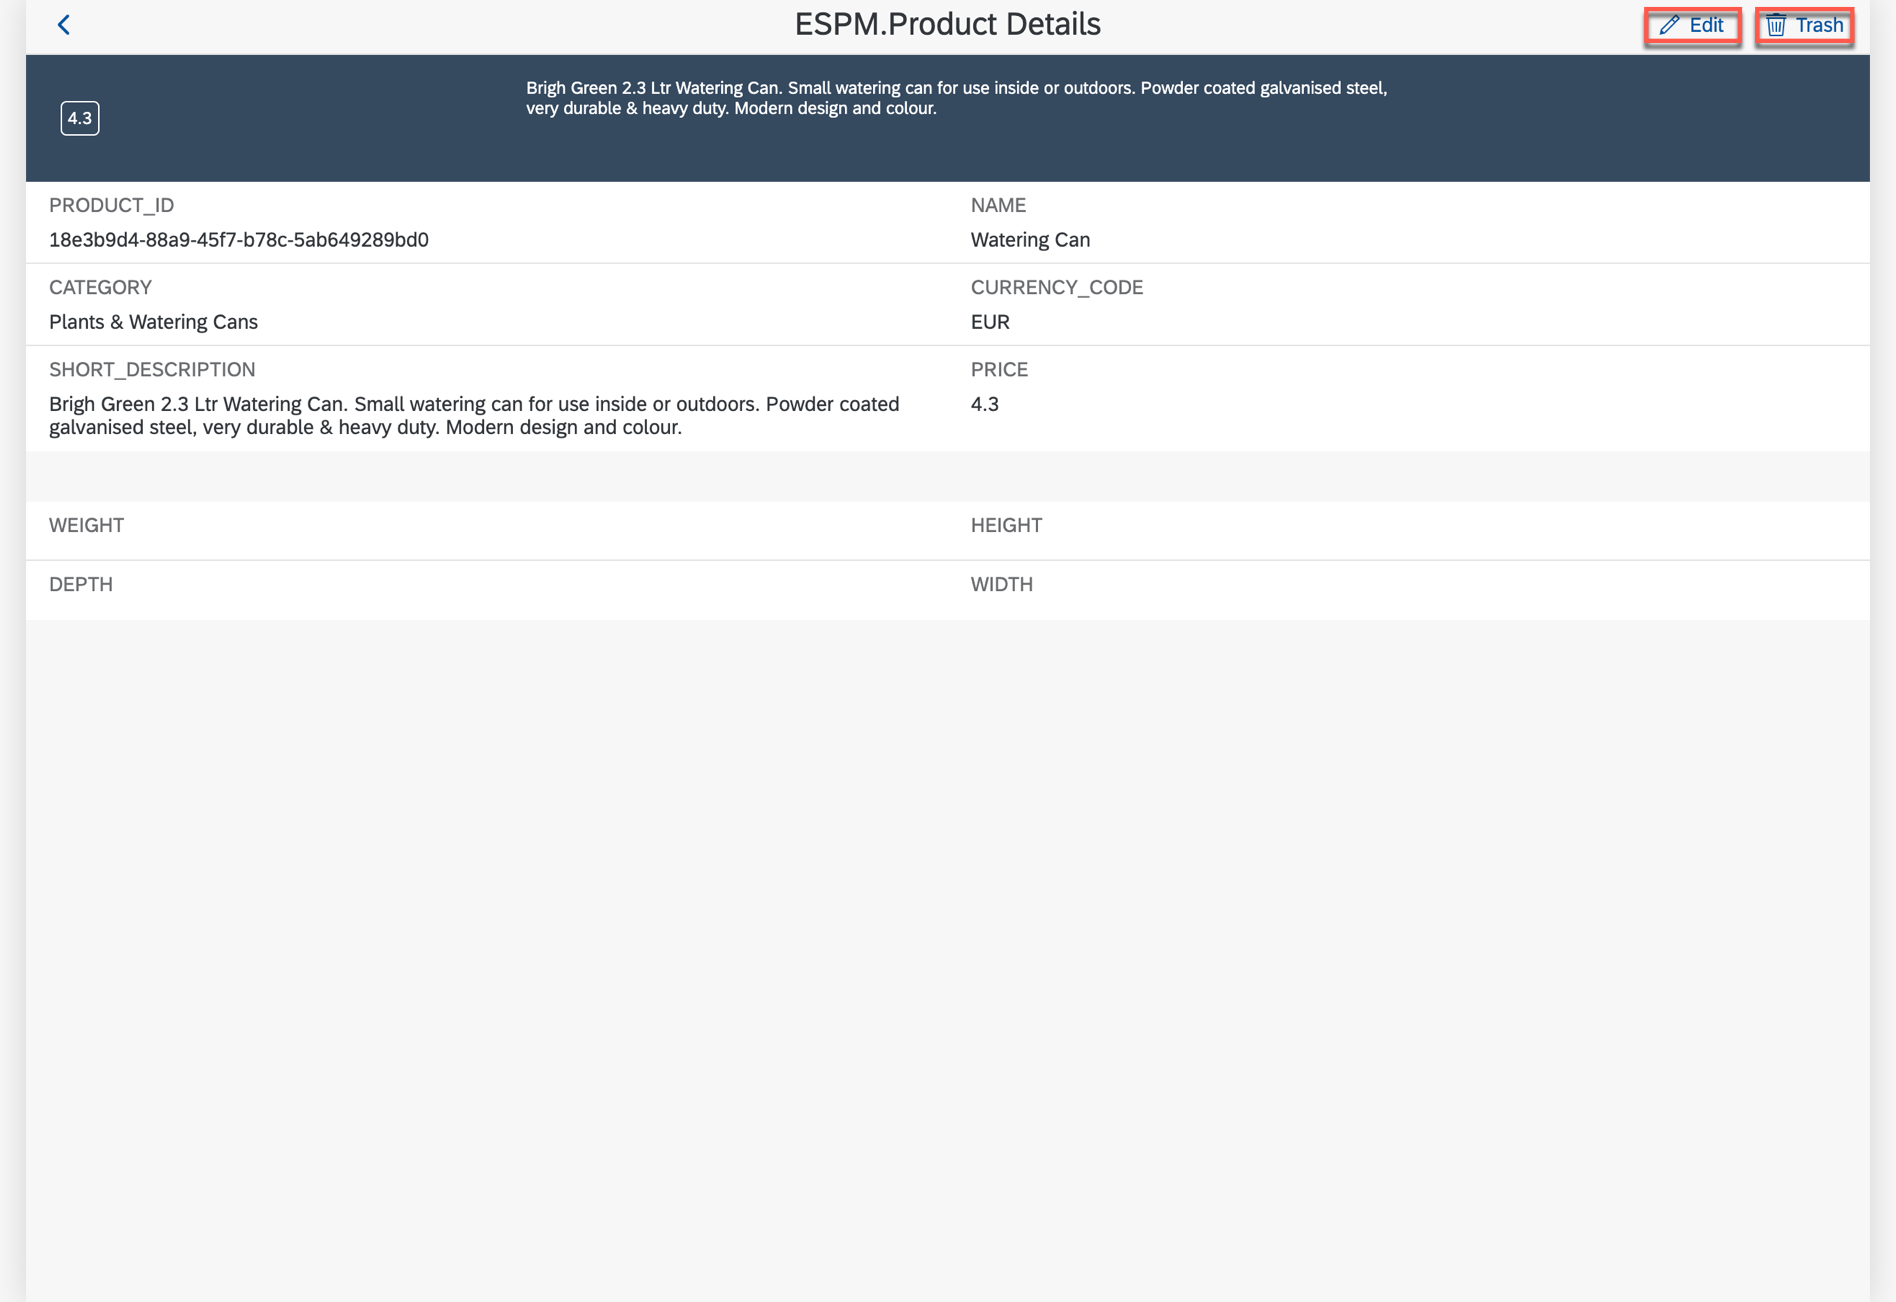 ESPM.Product Details
Edit
Trash
4.3
Brigh Green 2.3 Ltr Watering Can. Small watering can for use inside or outdoors. Powder coated galvanised steel,
very durable & heavy duty. Modern design and colour.
PRODUCT_ID
18e3b9d4-88a9-45f7-b78c-5ab649289bd0
NAME
Watering Can
CATEGORY
Plants & Watering Cans
CURRENCY_CODE
EUR
SHORT_DESCRIPTION
Brigh Green 2.3 Ltr Watering Can. Small watering can for use inside or outdoors. Powder coated
galvanised steel, very durable & heavy duty. Modern design and colour.
PRICE
4.3
WEIGHT
HEIGHT
DEPTH
WIDTH